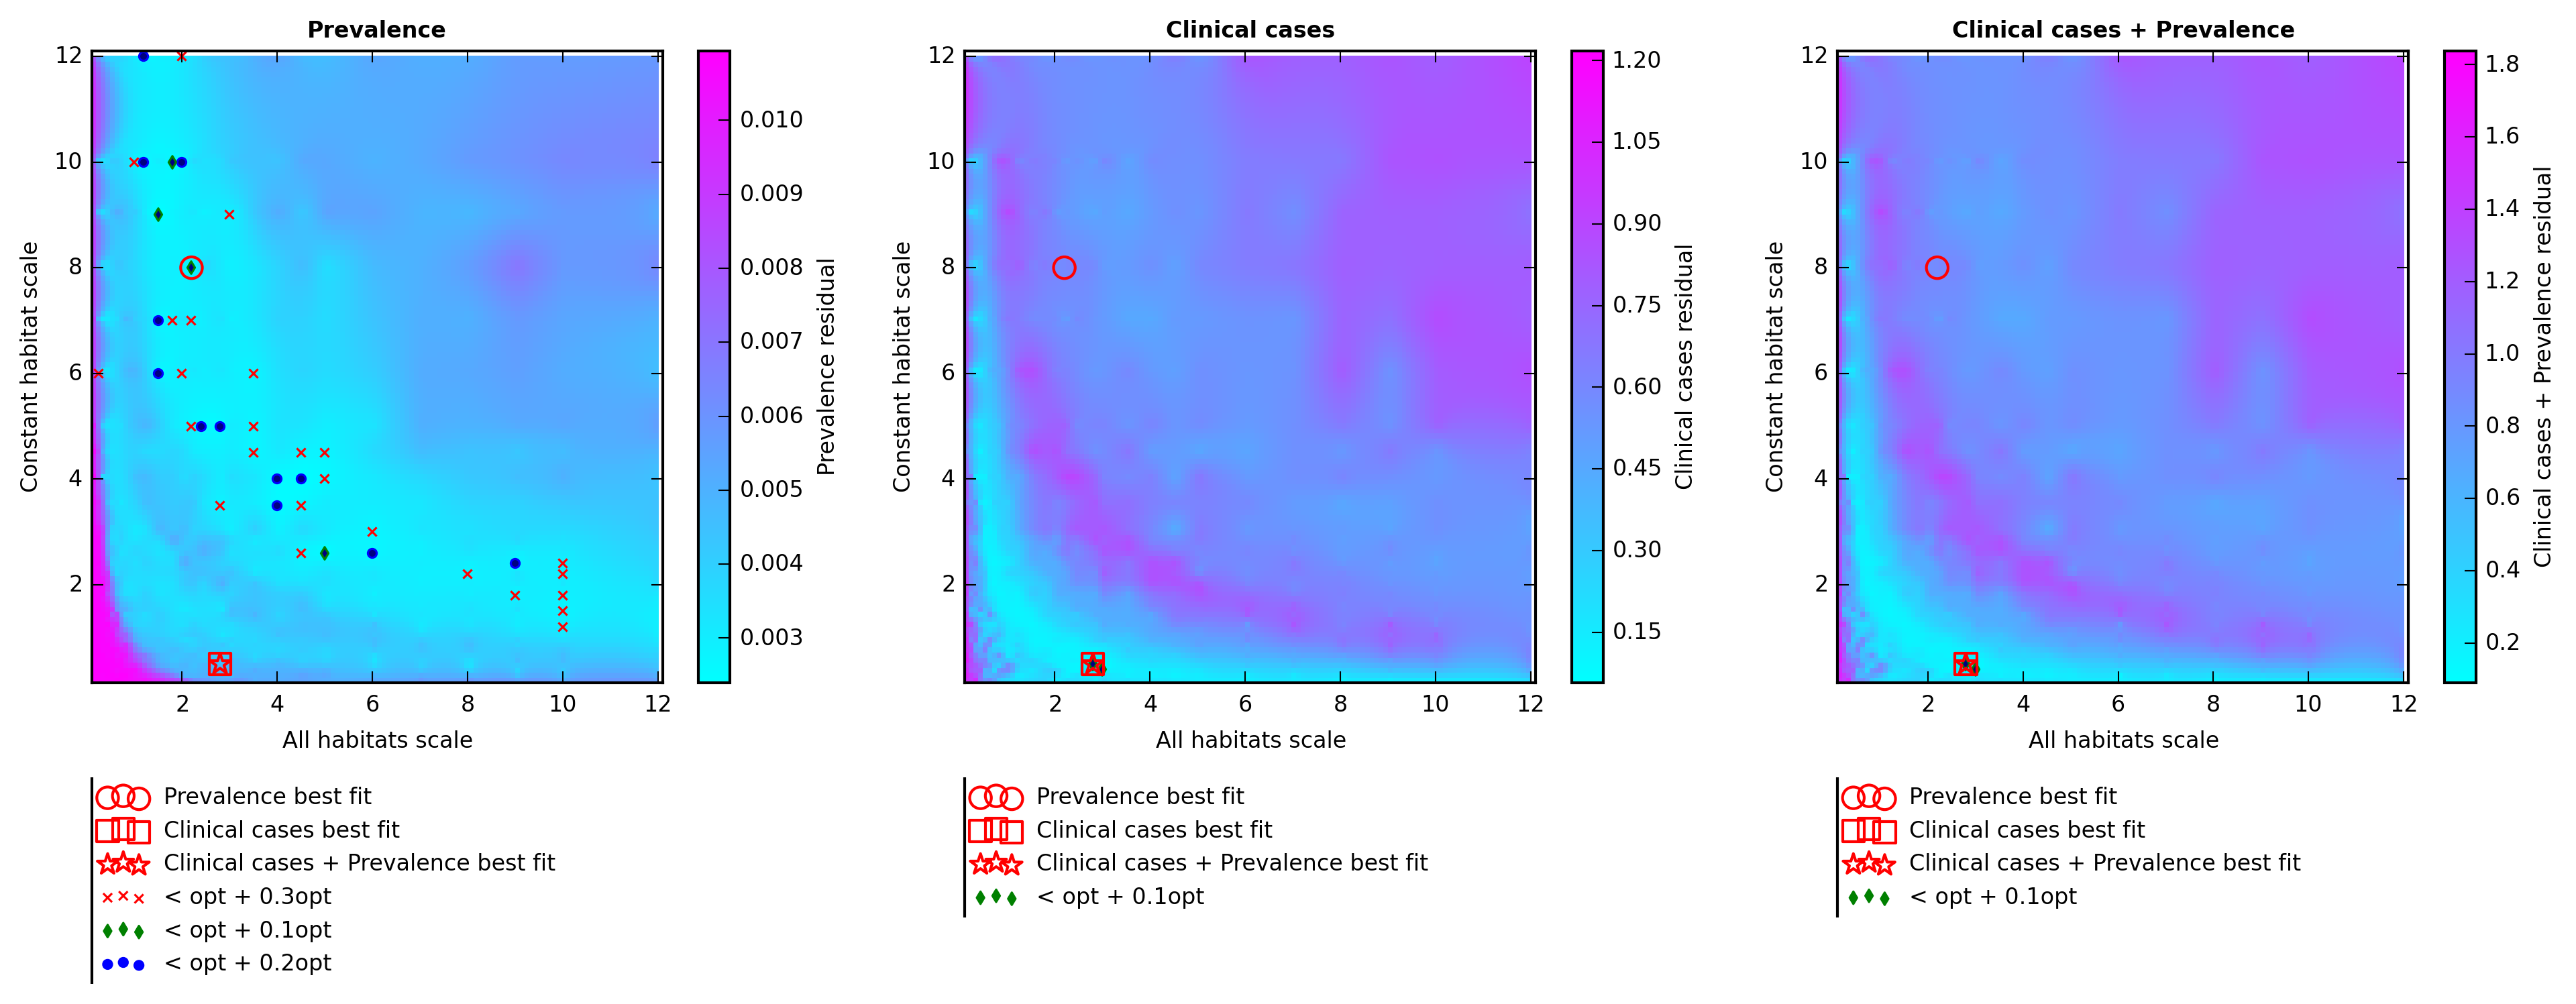 Prevalence
Clinical cases
Clinical cases + Prevalence
12
10
8
6
4
2
2
4
6
8
10
12
Constant habitat scale
All habitats scale
0.010
0.009
0.008
0.007
0.006
0.005
0.004
0.003
Prevalence residual
12
10
8
6
4
2
2
4
6
8
10
12
Constant habitat scale
All habitats scale
1.20
1.05
0.90
0.75
0.60
0.45
0.30
0.15
Clinical cases residual
12
10
8
6
4
2
2
4
6
8
10
12
Constant habitat scale
All habitats scale
1.8
1.6
1.4
1.2
1.0
0.8
0.6
0.4
0.2
Clinical cases + Prevalence residual
Prevalence best fit
Clinical cases best fit
Clinical cases + Prevalence best fit
< opt + 0.3opt
< opt + 0.1opt
< opt + 0.2opt
Prevalence best fit
Clinical cases best fit
Clinical cases + Prevalence best fit
< opt + 0.1opt
Prevalence best fit
Clinical cases best fit
Clinical cases + Prevalence best fit
< opt + 0.1opt